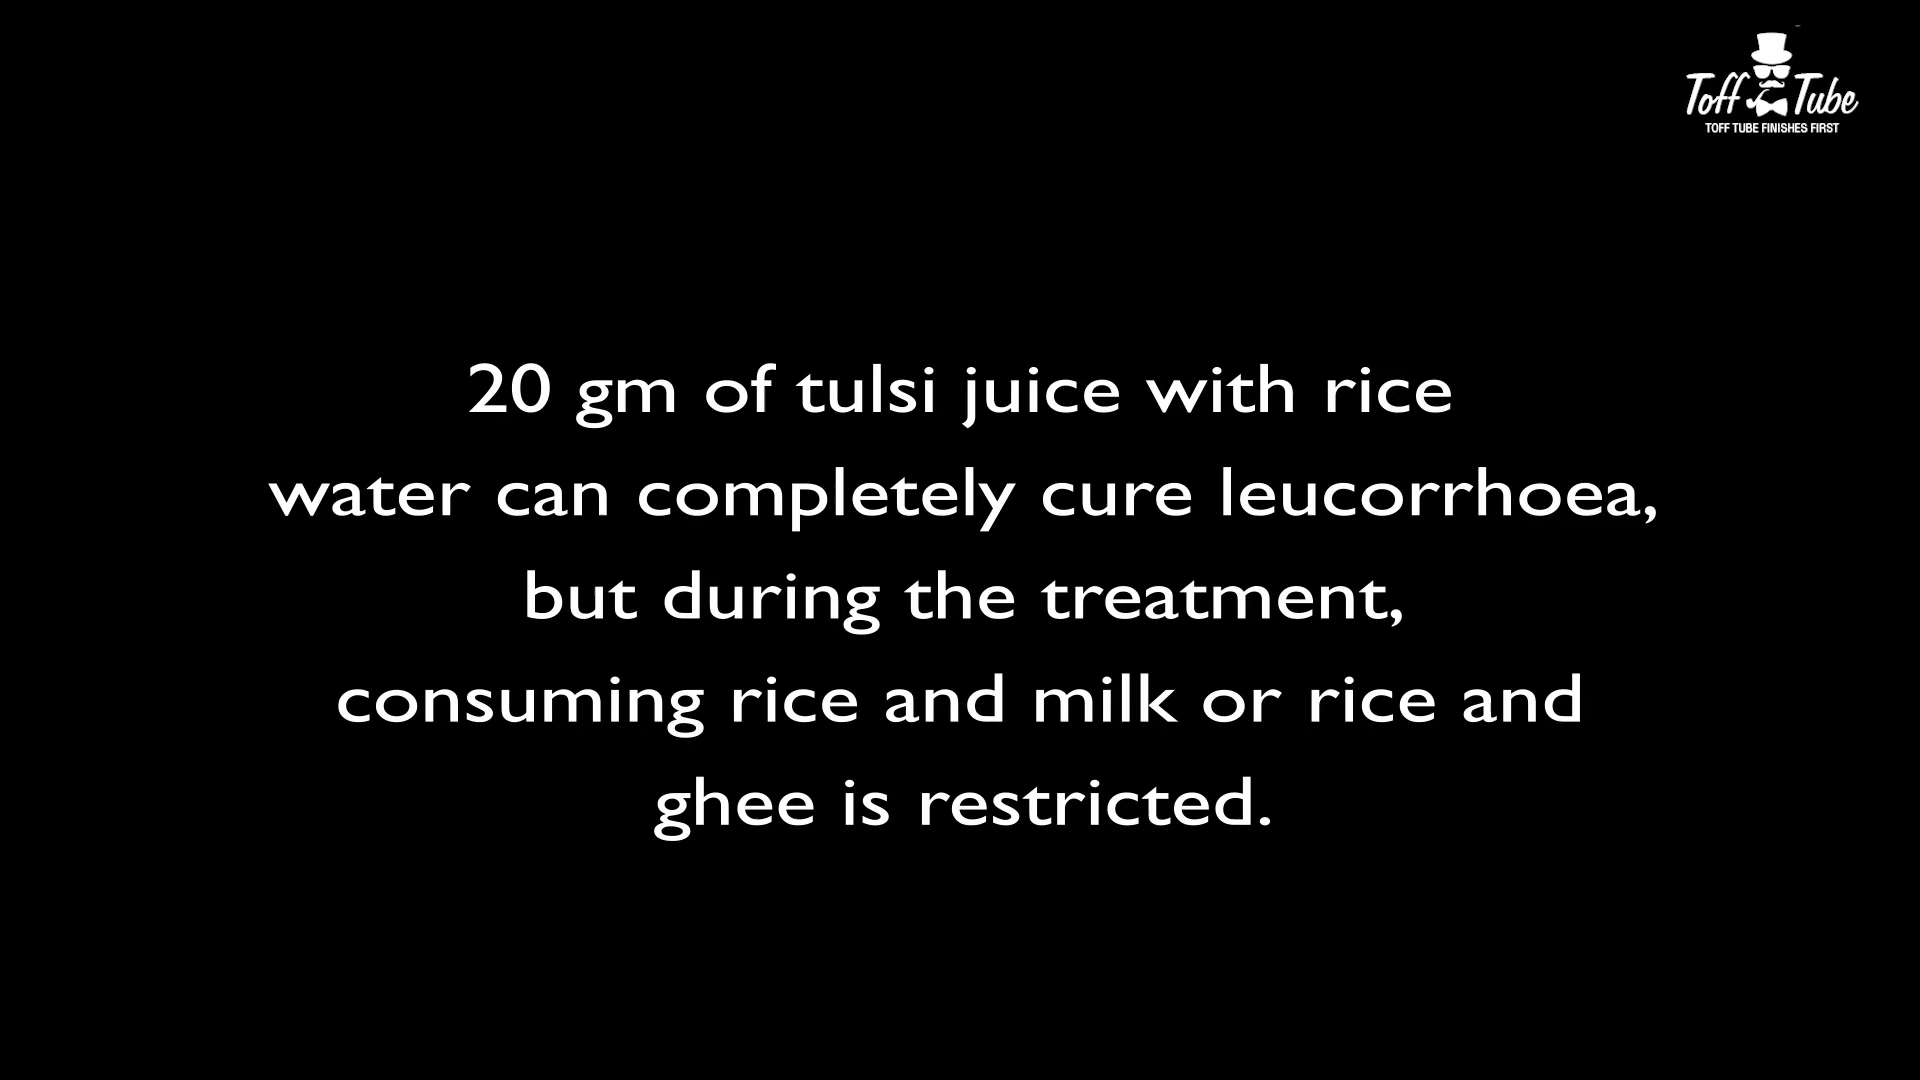 Toff Tube
TOFF TUBE FINISHES FIRST
20 gm of tulsi juice with rice
water can completely cure leucorrhoea,
but during the treatment,
consuming rice and milk or rice and
ghee is restricted.